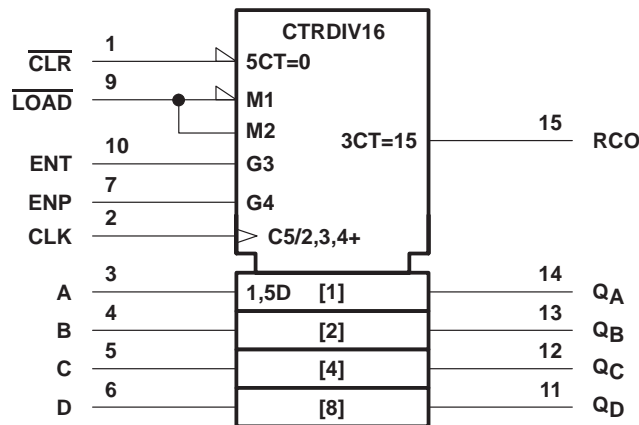 CTRDIV16
CLR 1 5CT=0
LOAD 9 M1
M2
3CT=15 15 RCO
ENT 10 G3
ENP 7 G4
CLK 2 C5/2,3,4+
A 3 1,5D [1] 14 QA
B 4 [2] 13 QB
C 5 [4] 12 QC
D 6 [8] 11 QD